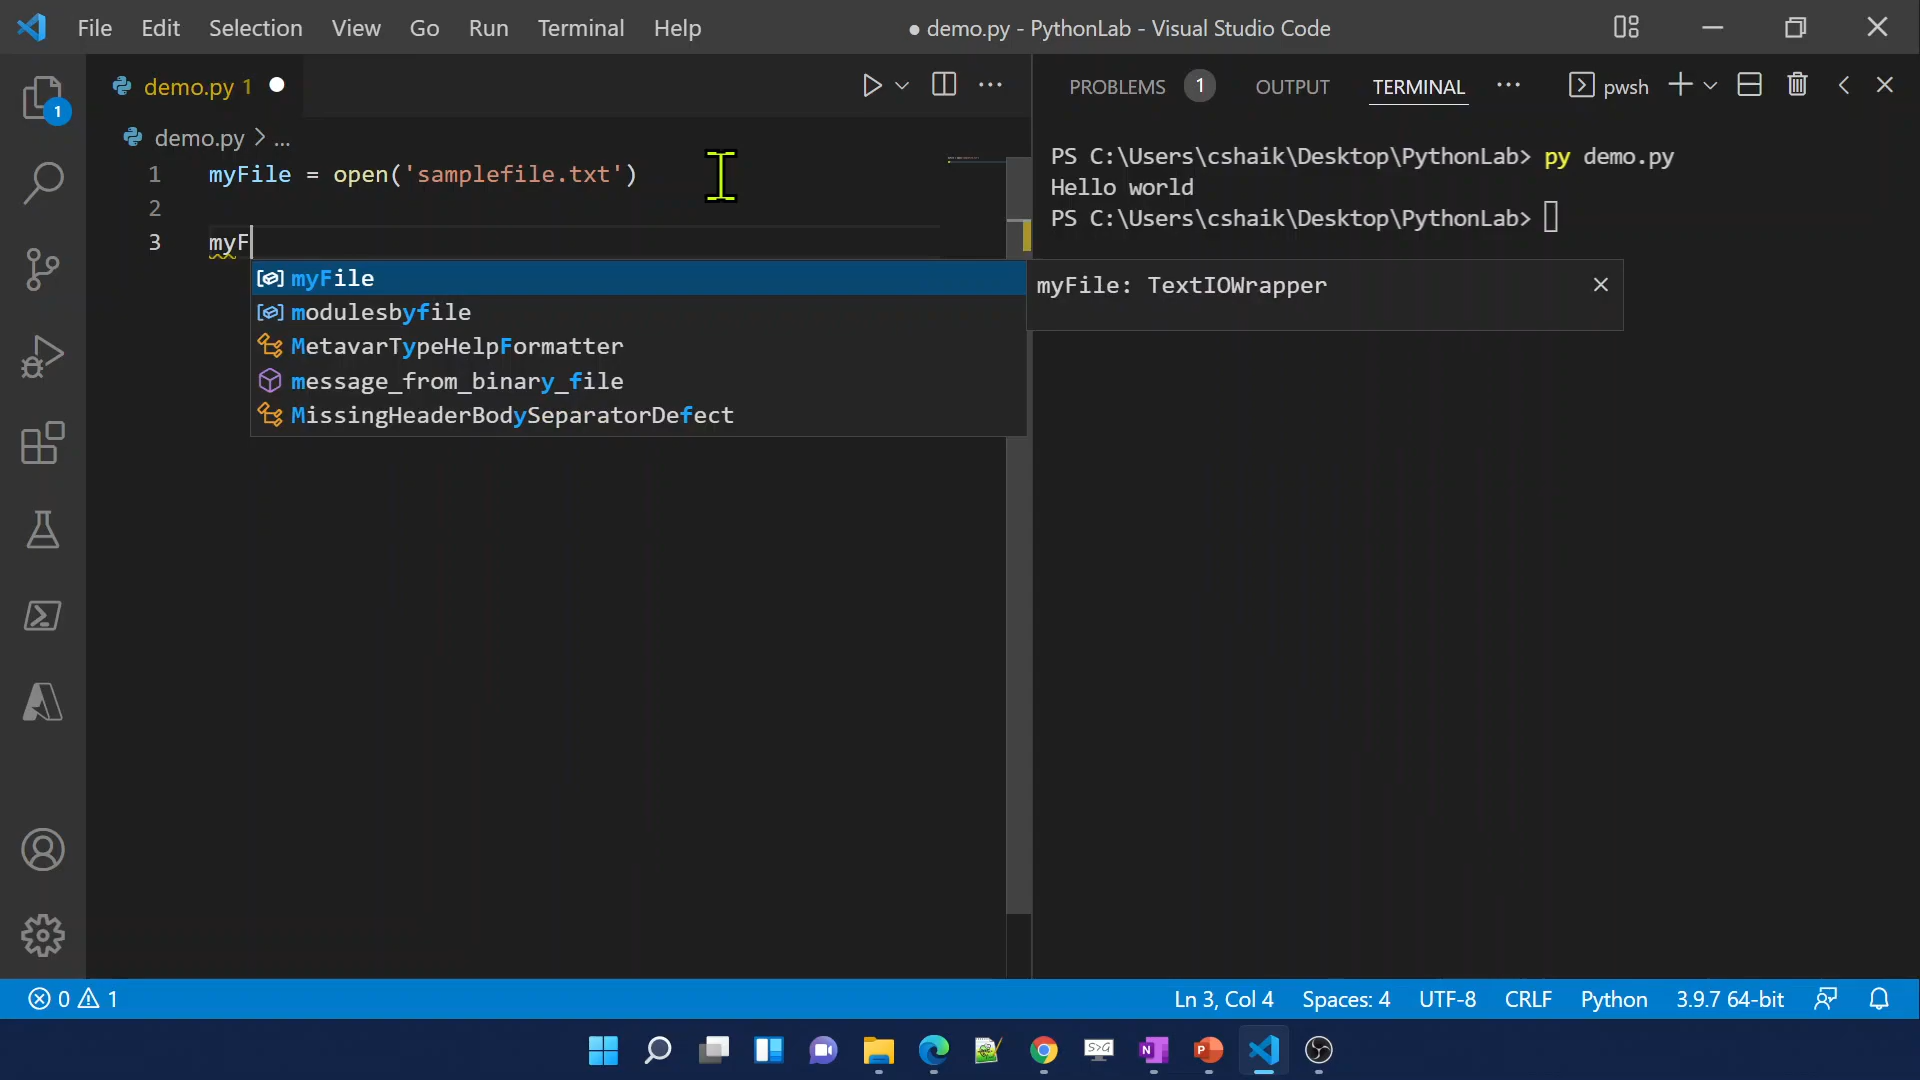 File Edit Selection View Go Run Terminal Help
● demo.py - PythonLab - Visual Studio Code
1
demo.py 1
PROBLEMS 1 OUTPUT TERMINAL ··· pwsh
demo.py > ...
1 myFile = open('samplefile.txt')
2
3 myF
myFile
modulesbyfile
MetavarTypeHelpFormatter
message_from_binary_file
MissingHeaderBodySeparatorDefect
myFile: TextIOWrapper
PS C:\Users\cshaik\Desktop\PythonLab> py demo.py
Hello world
PS C:\Users\cshaik\Desktop\PythonLab>
0 1
Ln 3, Col 4 Spaces: 4 UTF-8 CRLF Python 3.9.7 64-bit
S>G
N
P